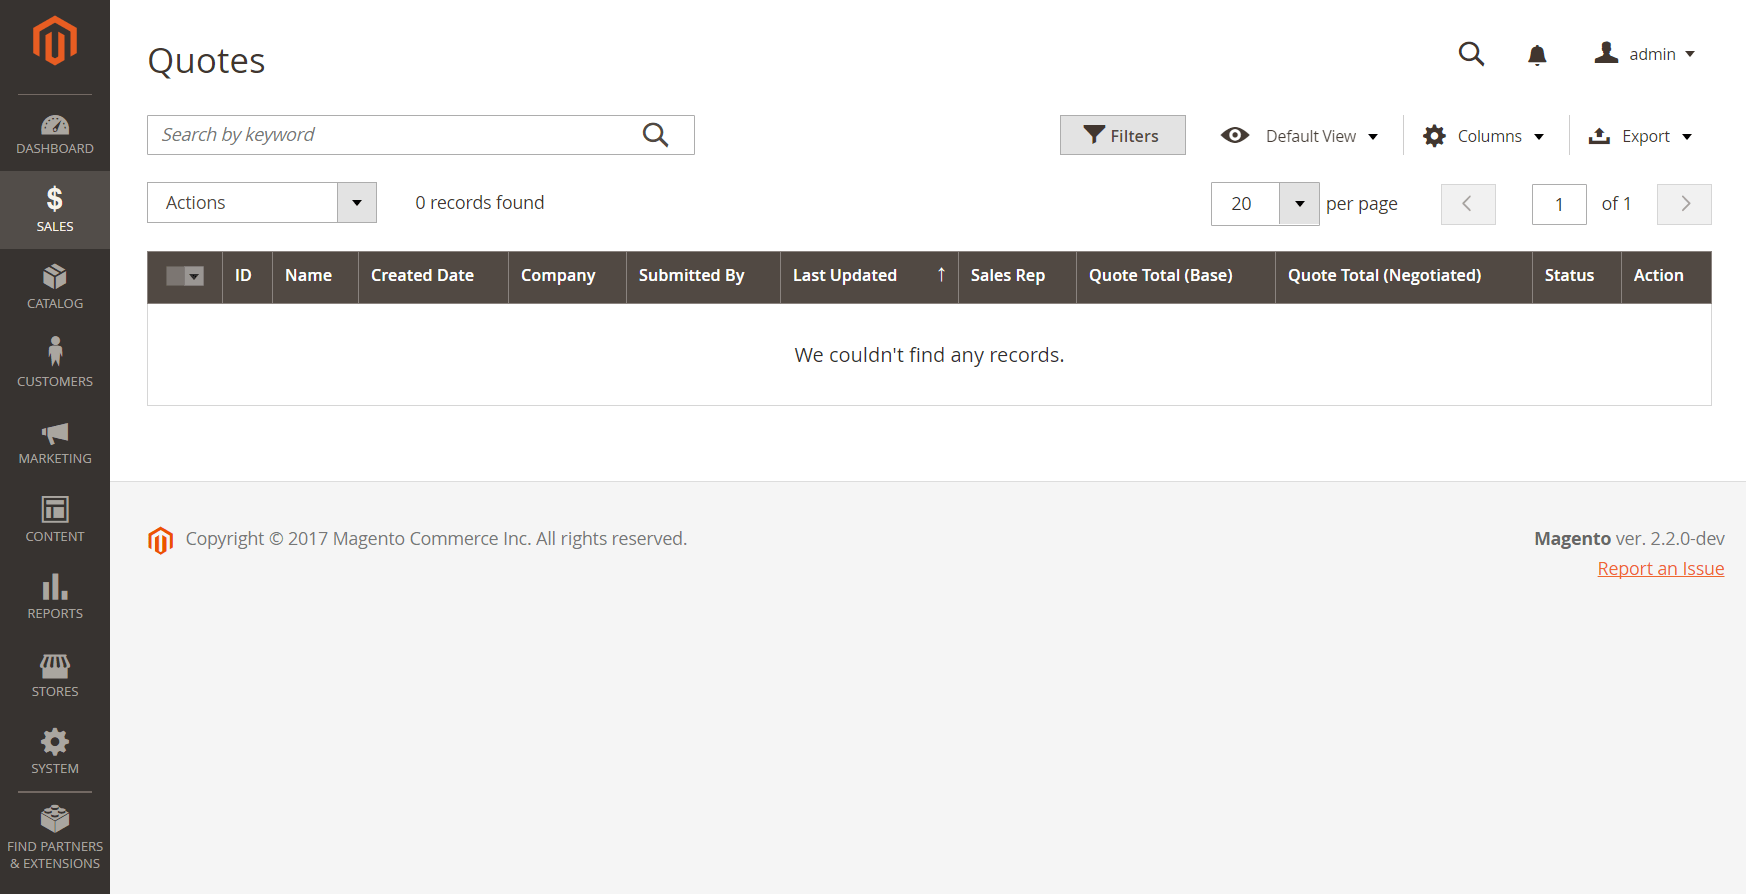 Quotes
admin
Search by keyword
Filters
Default View
Columns
Export
Actions
0 records found
20
per page
1
of 1
ID
Name
Created Date
Company
Submitted By
Last Updated
↑
Sales Rep
Quote Total (Base)
Quote Total (Negotiated)
Status
Action
We couldn't find any records.
Copyright © 2017 Magento Commerce Inc. All rights reserved.
Magento ver. 2.2.0-dev
Report an Issue
DASHBOARD
$
SALES
CATALOG
CUSTOMERS
MARKETING
CONTENT
REPORTS
STORES
SYSTEM
FIND PARTNERS
& EXTENSIONS